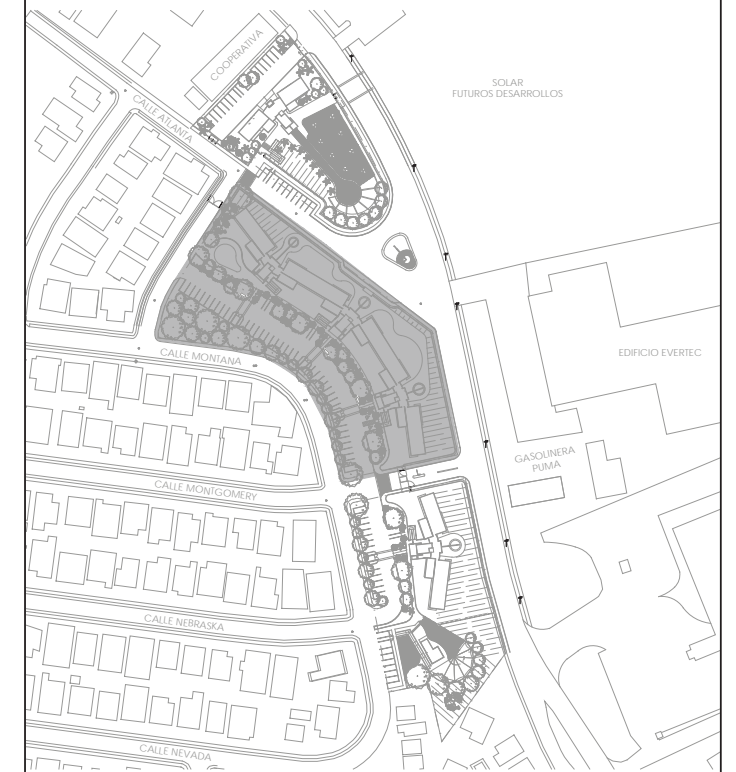 COOPERATIVA
SOLAR
FUTUROS DESARROLLOS
CALLE ATLANTA
EDIFICIO EVERTEC
CALLE MONTANA
GASOLINERA
PUMA
CALLE MONTGOMERY
CALLE NEBRASKA
CALLE NEVADA